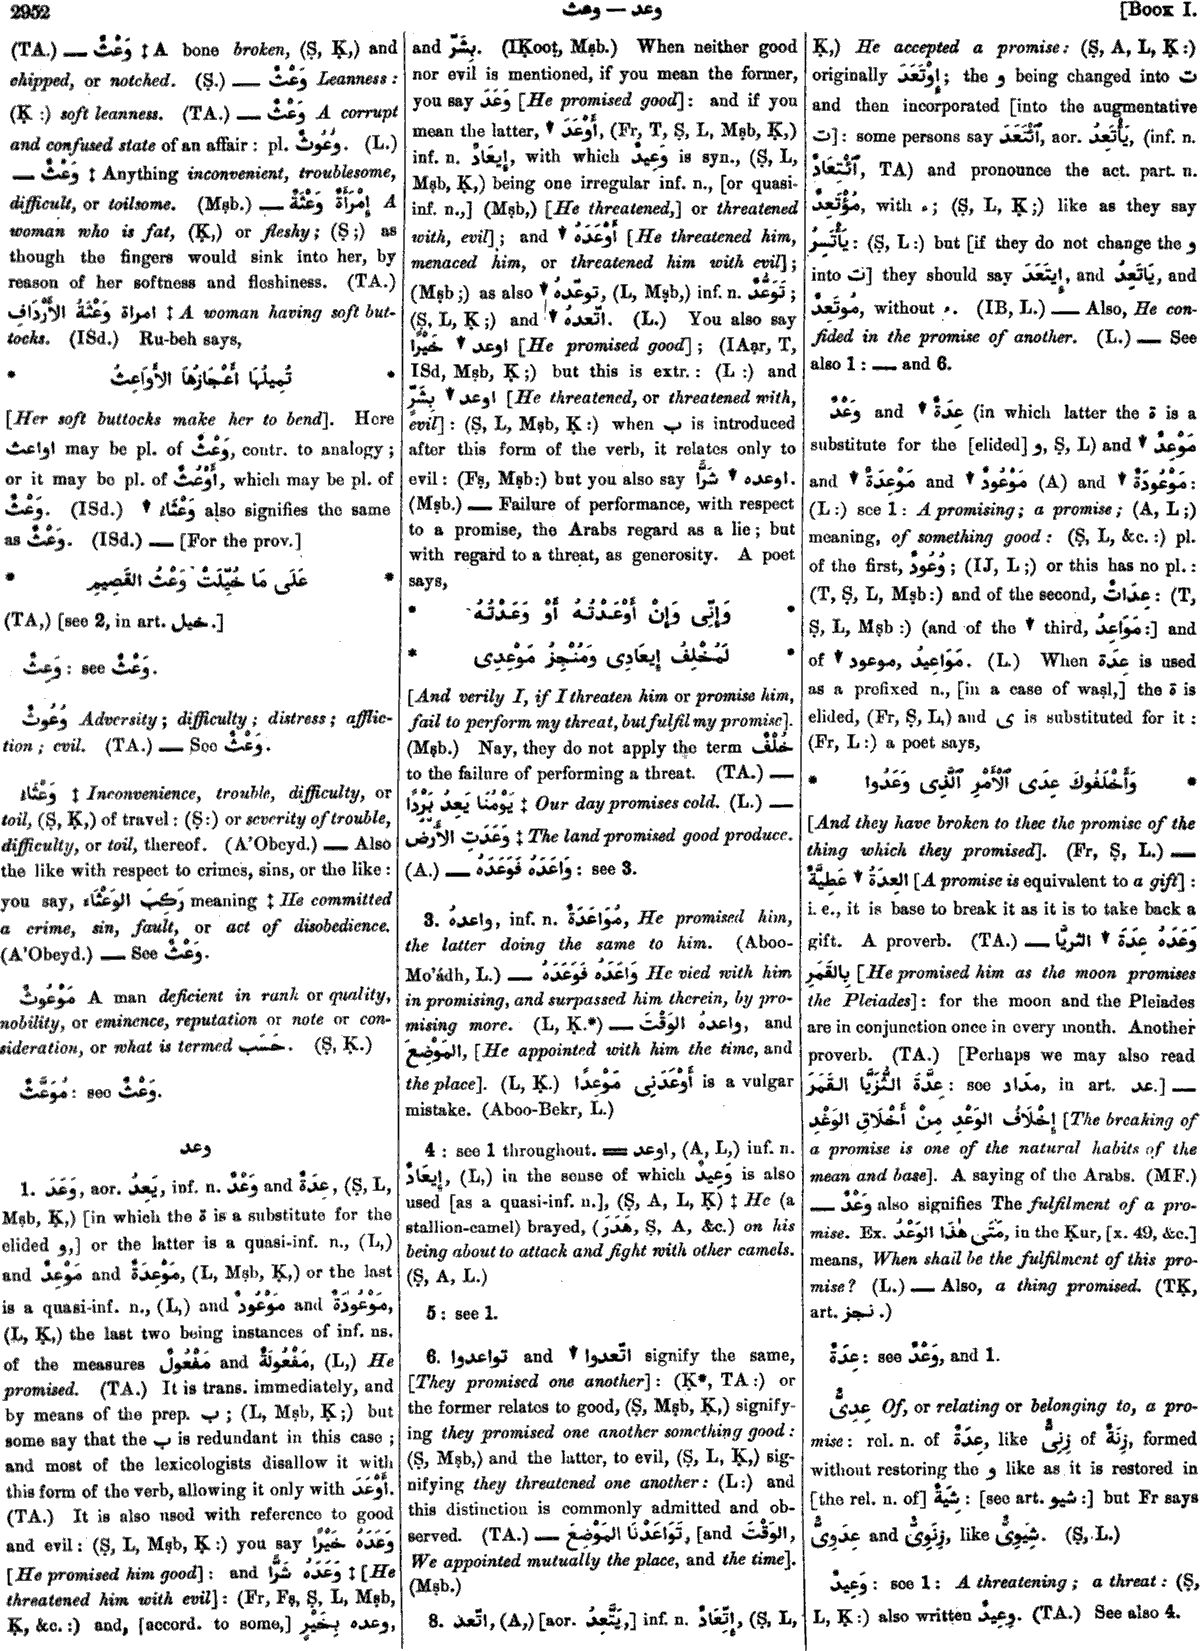 2952
وعد — وعث
[BOOK I.
(TA.) — وَعْثٌ ‡ A bone broken, (Ṣ, Ḳ,) and
chipped, or notched. (Ṣ.) — وَعْثٌ Leanness :
(Ḳ :) soft leanness. (TA.) — وَعْثٌ A corrupt
and confused state of an affair : pl. وُعُوثٌ. (L.)
— وَعْثٌ ‡ Anything inconvenient, troublesome,
difficult, or toilsome. (Mṣb.) — إِمْرَأَةٌ وَعْثَةٌ A
woman who is fat, (Ḳ,) or fleshy ; (Ṣ ;) as
though the fingers would sink into her, by
reason of her softness and fleshiness. (TA.)
امراة وَعْثَةُ الأَرْدَافِ ‡ A woman having soft but-
tocks. (ISd.) Ru-beh says,
* تُمِيلُهَا أَعْجَازُهَا الأَوَاعِثُ *
[Her soft buttocks make her to bend]. Here
اواعث may be pl. of وَعْثٌ, contr. to analogy ;
or it may be pl. of أَوْعُثٌ, which may be pl. of
وَعْثٌ. (ISd.) ▼ وَعْثَاءُ also signifies the same
as وَعْثٌ. (ISd.) — [For the prov.]
* عَلَى مَا خُيِّلَتْ وَعْثُ القَصِيمِ *
(TA,) [see 2, in art. خيل.]
وَعِثٌ : see وَعْثٌ.
وُعُوثٌ Adversity ; difficulty ; distress ; afflic-
tion ; evil. (TA.) — See وَعْثٌ.
وَعْثَاءُ ‡ Inconvenience, trouble, difficulty, or
toil, (Ṣ, Ḳ,) of travel : (Ṣ :) or severity of trouble,
difficulty, or toil, thereof. (A'Obeyd.) — Also
the like with respect to crimes, sins, or the like :
you say, رَكِبَ الوَعْثَاءَ meaning ‡ He committed
a crime, sin, fault, or act of disobedience.
(A'Obeyd.) — See وَعْثٌ.
مَوْعُوثٌ A man deficient in rank or quality,
nobility, or eminence, reputation or note or con-
sideration, or what is termed حَسَب. (Ṣ, Ḳ.)
مُوَعَّثٌ : see وَعْثٌ.
وعد
1. وَعَدَ, aor. يَعِدُ, inf. n. وَعْدٌ and عِدَةٌ, (Ṣ, L,
Mṣb, Ḳ,) [in which the ة is a substitute for the
elided و,] or the latter is a quasi-inf. n., (L,)
and مَوْعِدٌ and مَوْعِدَةٌ, (L, Mṣb, Ḳ,) or the last
is a quasi-inf. n., (L,) and مَوْعُودٌ and مَوْعُودَةٌ,
(L, Ḳ,) the last two being instances of inf. ns.
of the measures مَفْعُولٌ and مَفْعُولَةٌ, (L,) He
promised. (TA.) It is trans. immediately, and
by means of the prep. ب ; (L, Mṣb, Ḳ ;) but
some say that the ب is redundant in this case ;
and most of the lexicologists disallow it with
this form of the verb, allowing it only with أَوْعَدَ.
(TA.) It is also used with reference to good
and evil : (Ṣ, L, Mṣb, Ḳ :) you say وَعَدَهُ خَيْرًا
[He promised him good] : and وَعَدَهُ شَرًّا ‡ [He
threatened him with evil] : (Fr, Fṣ, Ṣ, L, Mṣb,
Ḳ, &c. :) and, [accord. to some,] وعده بِخَيْرٍ,
and بِشَرٍّ. (IḲooṭ, Mṣb.) When neither good
nor evil is mentioned, if you mean the former,
you say وَعَدَ [He promised good] : and if you
mean the latter, ▼ أَوْعَدَ, (Fr, T, Ṣ, L, Mṣb, Ḳ,)
inf. n. إِيعَادٌ, with which وَعِيدٌ is syn., (Ṣ, L,
Mṣb, Ḳ,) being one irregular inf. n., [or quasi-
inf. n.,] (Mṣb,) [He threatened,] or threatened
with, evil] ; and ▼ أَوْعَدَهُ [He threatened him,
menaced him, or threatened him with evil] ;
(Mṣb ;) as also ▼ توعّدهُ, (L, Mṣb,) inf. n. تَوَعُّدٌ ;
(Ṣ, L, Ḳ ;) and ▼ اتّعدهُ. (L.) You also say
اوعد ▼ خَيْرًا [He promised good] ; (IAạr, T,
ISd, Mṣb, Ḳ ;) but this is extr. : (L :) and
اوعد ▼ بِشَرٍّ [He threatened, or threatened with,
evil] : (Ṣ, L, Mṣb, Ḳ :) when ب is introduced
after this form of the verb, it relates only to
evil : (Fṣ, Mṣb :) but you also say اوعده ▼ شَرًّا.
(Mṣb.) — Failure of performance, with respect
to a promise, the Arabs regard as a lie ; but
with regard to a threat, as generosity. A poet
says,
* وَإِنِّى وَإِنْ أَوْعَدْتُهُ أَوْ وَعَدْتُهُ *
* لَمُخْلِفُ إِيعَادِى وَمُنْجِزُ مَوْعِدِى *
[And verily I, if I threaten him or promise him,
fail to perform my threat, but fulfil my promise].
(Mṣb.) Nay, they do not apply the term خُلْفٌ
to the failure of performing a threat. (TA.) —
يَوْمُنَا يَعِدُ بَرْدًا ‡ Our day promises cold. (L.) —
وَعَدَتِ الأَرْضُ ‡ The land promised good produce.
(A.) — وَاعَدَهُ فَوَعَدَهُ : see 3.
3. واعدهُ, inf. n. مُوَاعَدَةٌ, He promised him,
the latter doing the same to him. (Aboo-
Mo'ádh, L.) — وَاعَدَهُ فَوَعَدَهُ He vied with him
in promising, and surpassed him therein, by pro-
mising more. (L, Ḳ.*) — واعدهُ الوَقْتَ, and
المَوْضِعَ, [He appointed with him the time, and
the place]. (L, Ḳ.) أَوْعَدَنِى مَوْعِدًا is a vulgar
mistake. (Aboo-Bekr, L.)
4 : see 1 throughout. = اوعد, (A, L,) inf. n.
إِيعَادٌ, (L,) in the sense of which وَعِيدٌ is also
used [as a quasi-inf. n.], (Ṣ, A, L, Ḳ) ‡ He (a
stallion-camel) brayed, (هَدَرَ, Ṣ, A, &c.) on his
being about to attack and fight with other camels.
(Ṣ, A, L.)
5 : see 1.
6. تواعدوا and ▼ اتّعدوا signify the same,
[They promised one another] : (Ḳ*, TA :) or
the former relates to good, (Ṣ, Mṣb, Ḳ,) signify-
ing they promised one another something good :
(Ṣ, Mṣb,) and the latter, to evil, (Ṣ, L, Ḳ,) sig-
nifying they threatened one another : (L :) and
this distinction is commonly admitted and ob-
served. (TA.) — تَوَاعَدْنَا المَوْضِعَ, [and الوَقْتَ,
We appointed mutually the place, and the time].
(Mṣb.)
8. اتّعد, (A,) [aor. يَتَّعِدُ,] inf. n. إِتِّعَادٌ, (Ṣ, L,
Ḳ,) He accepted a promise : (Ṣ, A, L, Ḳ :)
originally إِوْتَعَدَ ; the و being changed into ت
and then incorporated [into the augmentative
ت] : some persons say ائْتَعَدَ, aor. يَأْتَعِدُ, (inf. n.
ائْتِعَادٌ, TA) and pronounce the act. part. n.
مُؤْتَعِدٌ, with ء ; (Ṣ, L, Ḳ ;) like as they say
يَأْتَسِرُ : (Ṣ, L :) but [if they do not change the و
into ت] they should say إِيتَعَدَ, and يَاتَعِدُ, and
مُوتَعِدٌ, without ء. (IB, L.) — Also, He con-
fided in the promise of another. (L.) — See
also 1 : — and 6.
وَعْدٌ and ▼ عِدَةٌ (in which latter the ة is a
substitute for the [elided] و, Ṣ, L) and ▼ مَوْعِدٌ
and ▼ مَوْعِدَةٌ and ▼ مَوْعُودٌ (A) and ▼ مَوْعُودَةٌ :
(L :) see 1 : A promising ; a promise ; (A, L ;)
meaning, of something good : (Ṣ, L, &c. :) pl.
of the first, وُعُودٌ ; (IJ, L ;) or this has no pl. :
(T, Ṣ, L, Mṣb :) and of the second, عِدَاتٌ : (T,
Ṣ, L, Mṣb :) (and of the ▼ third, مَوَاعِدُ :] and
of ▼ موعود, مَوَاعِيدُ. (L.) When عِدَة is used
as a prefixed n., [in a case of waṣl,] the ة is
elided, (Fr, Ṣ, L,) and ى is substituted for it :
(Fr, L :) a poet says,
* وَأَخْلَفُوكَ عِدَى ٱلْأَمْرِ ٱلَّذِى وَعَدُوا *
[And they have broken to thee the promise of the
thing which they promised]. (Fr, Ṣ, L.) —
العِدَةُ ▼ عَطِيَّةٌ [A promise is equivalent to a gift] :
i. e., it is base to break it as it is to take back a
gift. A proverb. (TA.) — وَعَدَهُ عِدَةَ ▼ الثُّرَيَّا
بِالقَمَرِ [He promised him as the moon promises
the Pleiades] : for the moon and the Pleiades
are in conjunction once in every month. Another
proverb. (TA.) [Perhaps we may also read
عِدَّةَ الثُّرَيَّا القَمَرَ : see مداد, in art. عد.] —
إِخْلَافُ الوَعْدِ مِنْ أَخْلَاقِ الوَغْدِ [The breaking of
a promise is one of the natural habits of the
mean and base]. A saying of the Arabs. (MF.)
— وَعْدٌ also signifies The fulfilment of a pro-
mise. Ex. مَتَى هٰذَا الوَعْدُ, in the Ḳur, [x. 49, &c.]
means, When shall be the fulfilment of this pro-
mise ? (L.) — Also, a thing promised. (TḲ,
art. نجز.)
عِدَةٌ : see وَعْدٌ, and 1.
عِدِىٌّ Of, or relating or belonging to, a pro-
mise : rel. n. of عِدَةٌ, like زِنِىٌّ of زِنَةٌ, formed
without restoring the و like as it is restored in
[the rel. n. of] شِيَةٌ : [see art. شيو :] but Fr says
عِدَوِىٌّ and زِنَوِىٌّ, like شِيَوِىٌّ. (Ṣ, L.)
وَعِيدٌ : see 1 : A threatening ; a threat : (Ṣ,
L, Ḳ :) also written وِعِيدٌ. (TA.) See also 4.